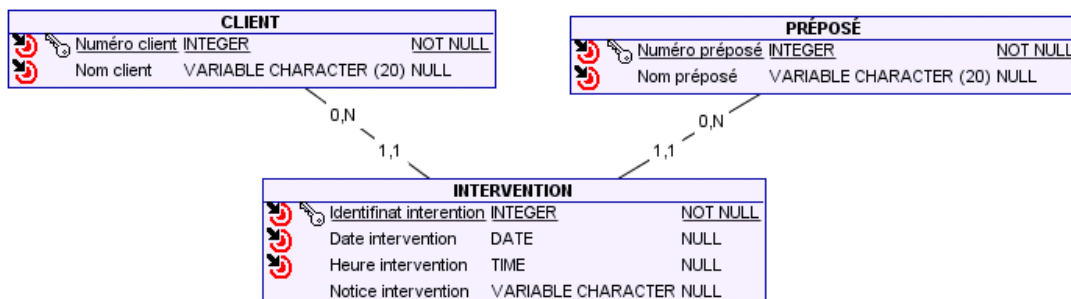 CLIENT
Numéro client INTEGER NOT NULL
Nom client VARIABLE CHARACTER (20) NULL
PRÉPOSÉ
Numéro préposé INTEGER NOT NULL
Nom préposé VARIABLE CHARACTER (20) NULL
0,N
0,N
1,1
1,1
INTERVENTION
Identifinat interention INTEGER NOT NULL
Date intervention DATE NULL
Heure intervention TIME NULL
Notice intervention VARIABLE CHARACTER NULL